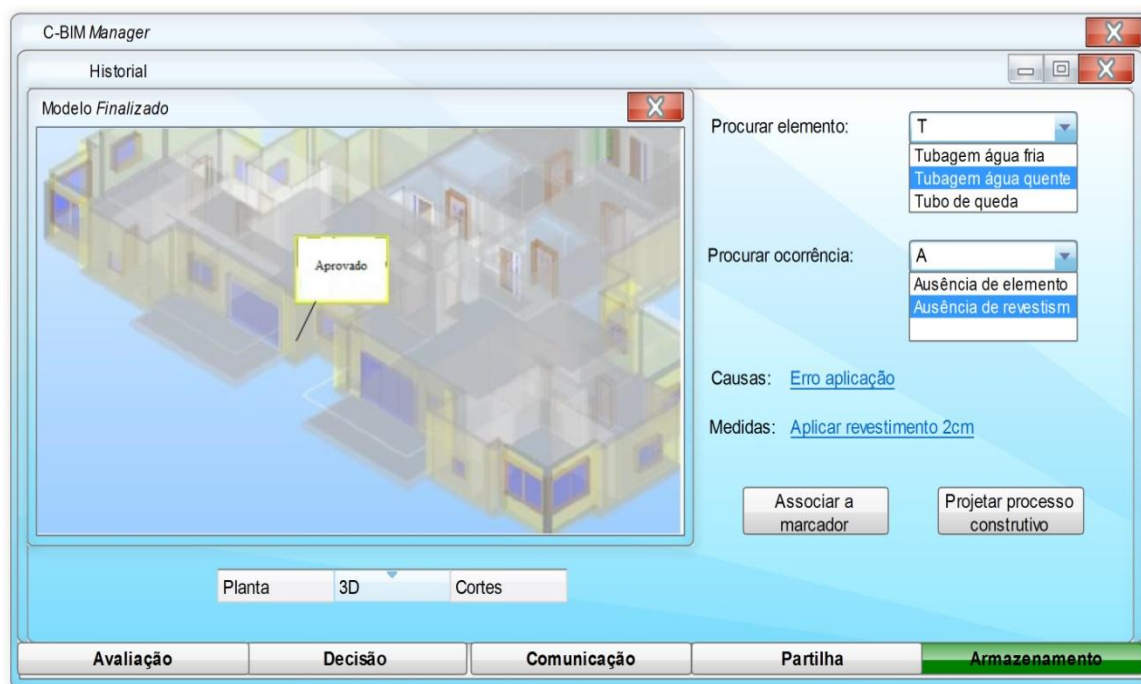 C-BIM Manager
Historial
Modelo Finalizado
Aprovado
Procurar elemento:
T
Tubagem água fria
Tubagem água quente
Tubo de queda
Procurar ocorrência:
A
Ausência de elemento
Ausência de revestism
Causas: Erro aplicação
Medidas: Aplicar revestimento 2cm
Associar a
marcador
Projetar processo
construtivo
Planta 3D Cortes
Avaliação Decisão Comunicação Partilha Armazenamento